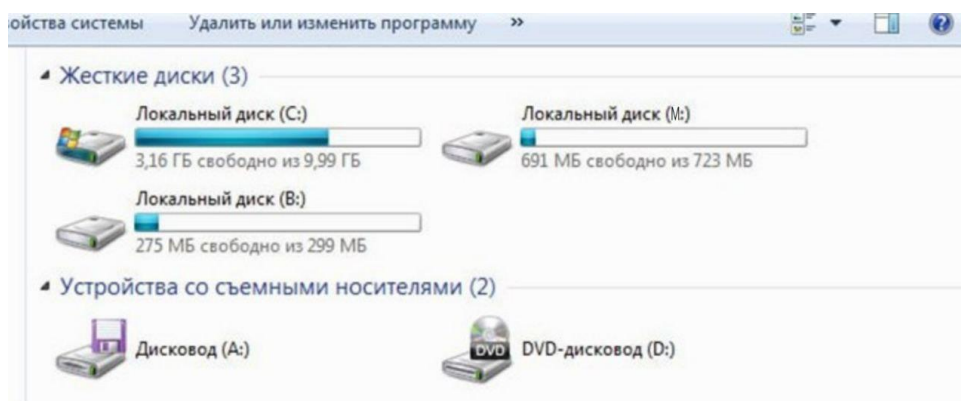 ойства системы Удалить или изменить программу »
Жесткие диски (3)
Локальный диск (C:)
3,16 ГБ свободно из 9,99 ГБ
Локальный диск (M:)
691 МБ свободно из 723 МБ
Локальный диск (B:)
275 МБ свободно из 299 МБ
Устройства со съемными носителями (2)
Дисковод (A:)
DVD
DVD-дисковод (D:)